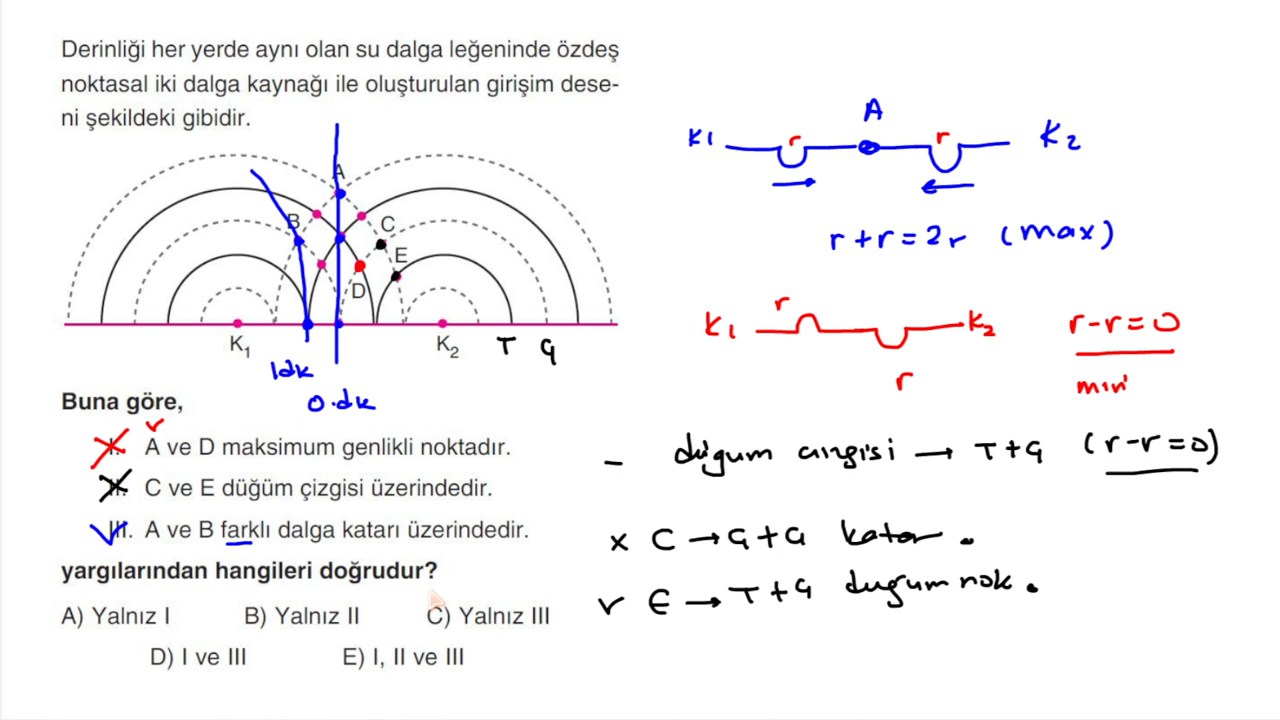 Derinliği her yerde aynı olan su dalga leğeninde özdeş
noktasal iki dalga kaynağı ile oluşturulan girişim dese-
ni şekildeki gibidir.
A
B
C
E
D
K₁
K₂
T G
1dk
0.dk
Buna göre,
I. A ve D maksimum genlikli noktadır.
II. C ve E düğüm çizgisi üzerindedir.
III. A ve B farklı dalga katarı üzerindedir.
yargılarından hangileri doğrudur?
A) Yalnız I B) Yalnız II C) Yalnız III
D) I ve III E) I, II ve III
A
K1 r r K2
r+r=2r (max)
r
K1 K2 r-r=0
r min
- düğüm çizgisi → T+G (r-r=0)
x C → G+G katar.
E → T+G düğüm nok.